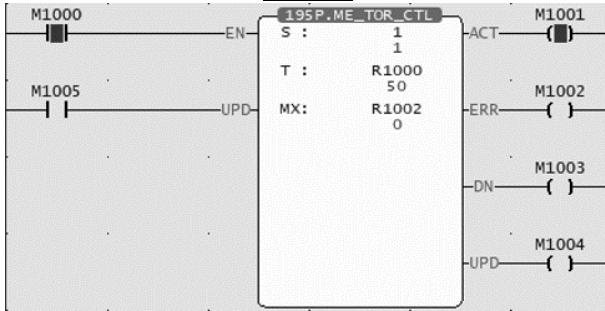 M1000 195P.ME_TOR_CTL M1001
EN S : 1 ACT
1
T : R1000
50
M1005 M1002
UPD MX: R1002 ERR
0
M1003
DN
M1004
UPD